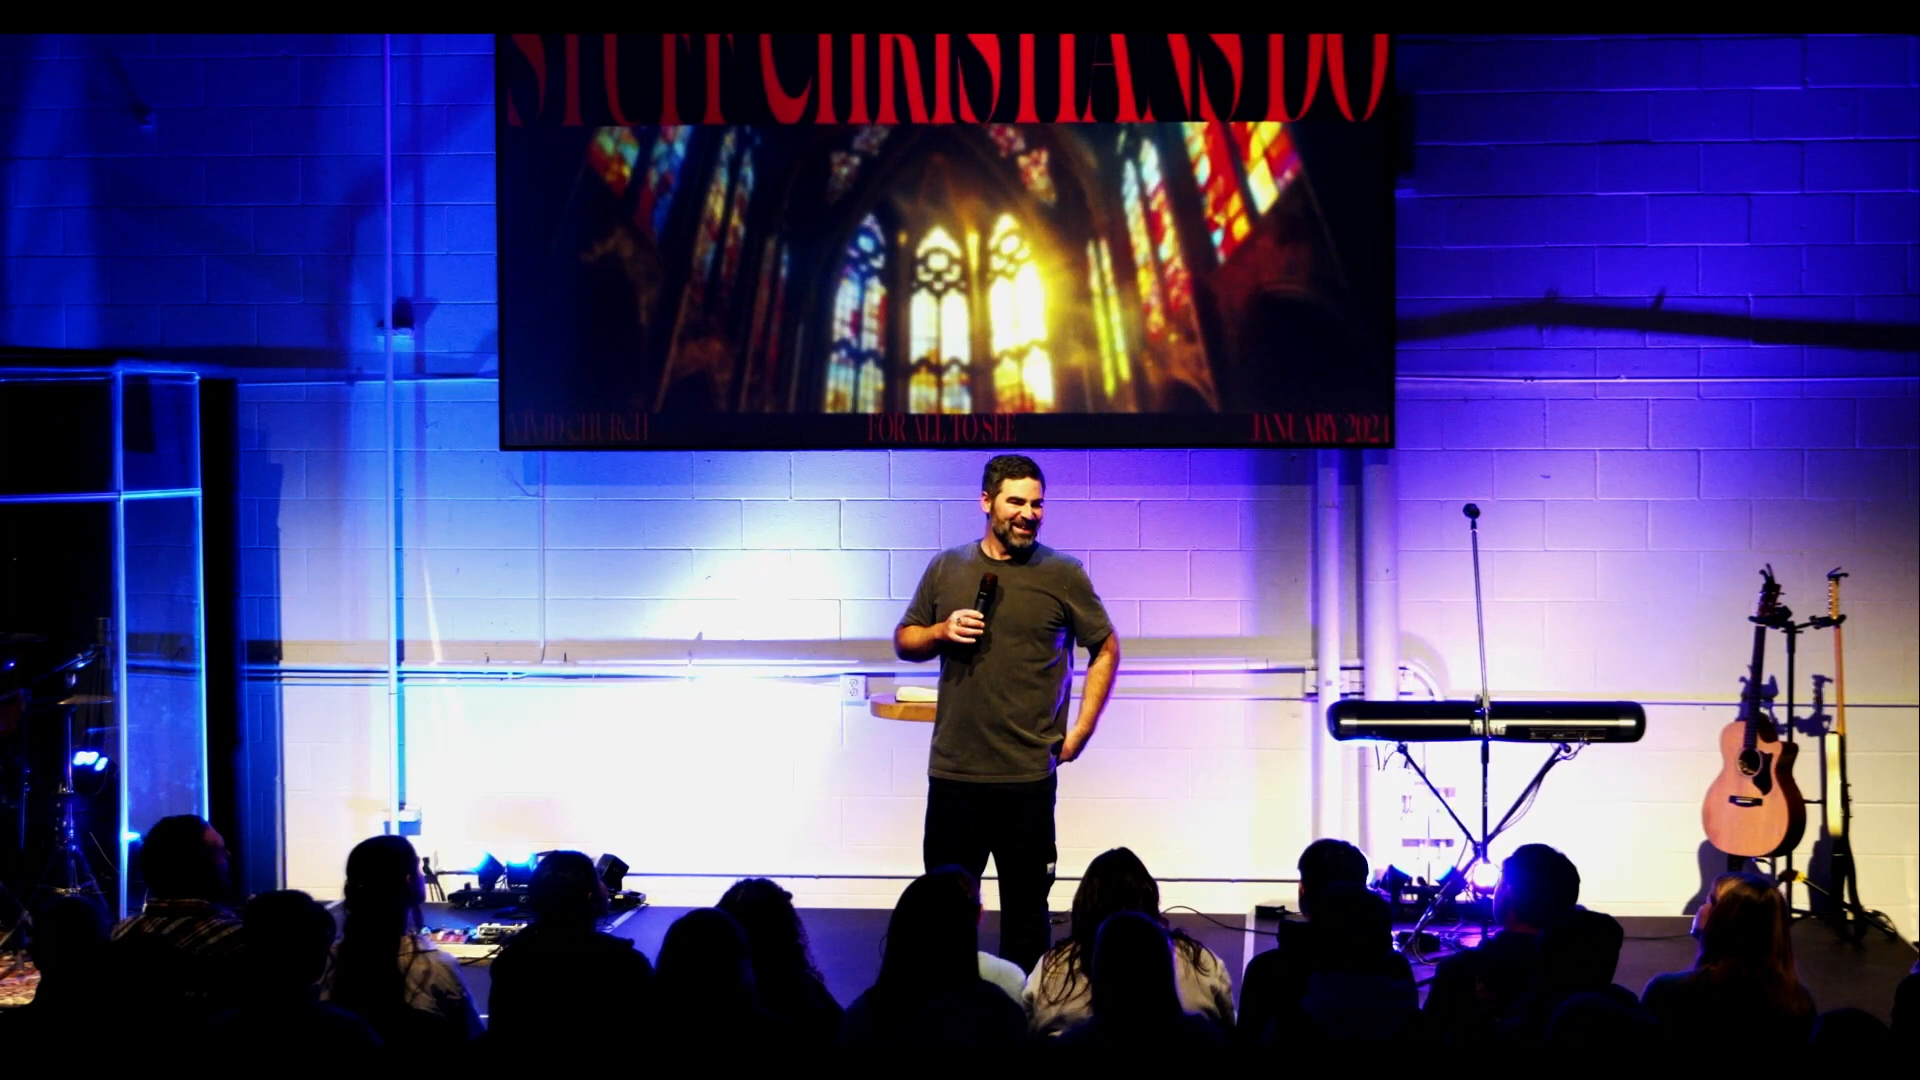 STUFF CHRISTIANS DO
VIVID CHURCH FOR ALL TO SEE JANUARY 2024